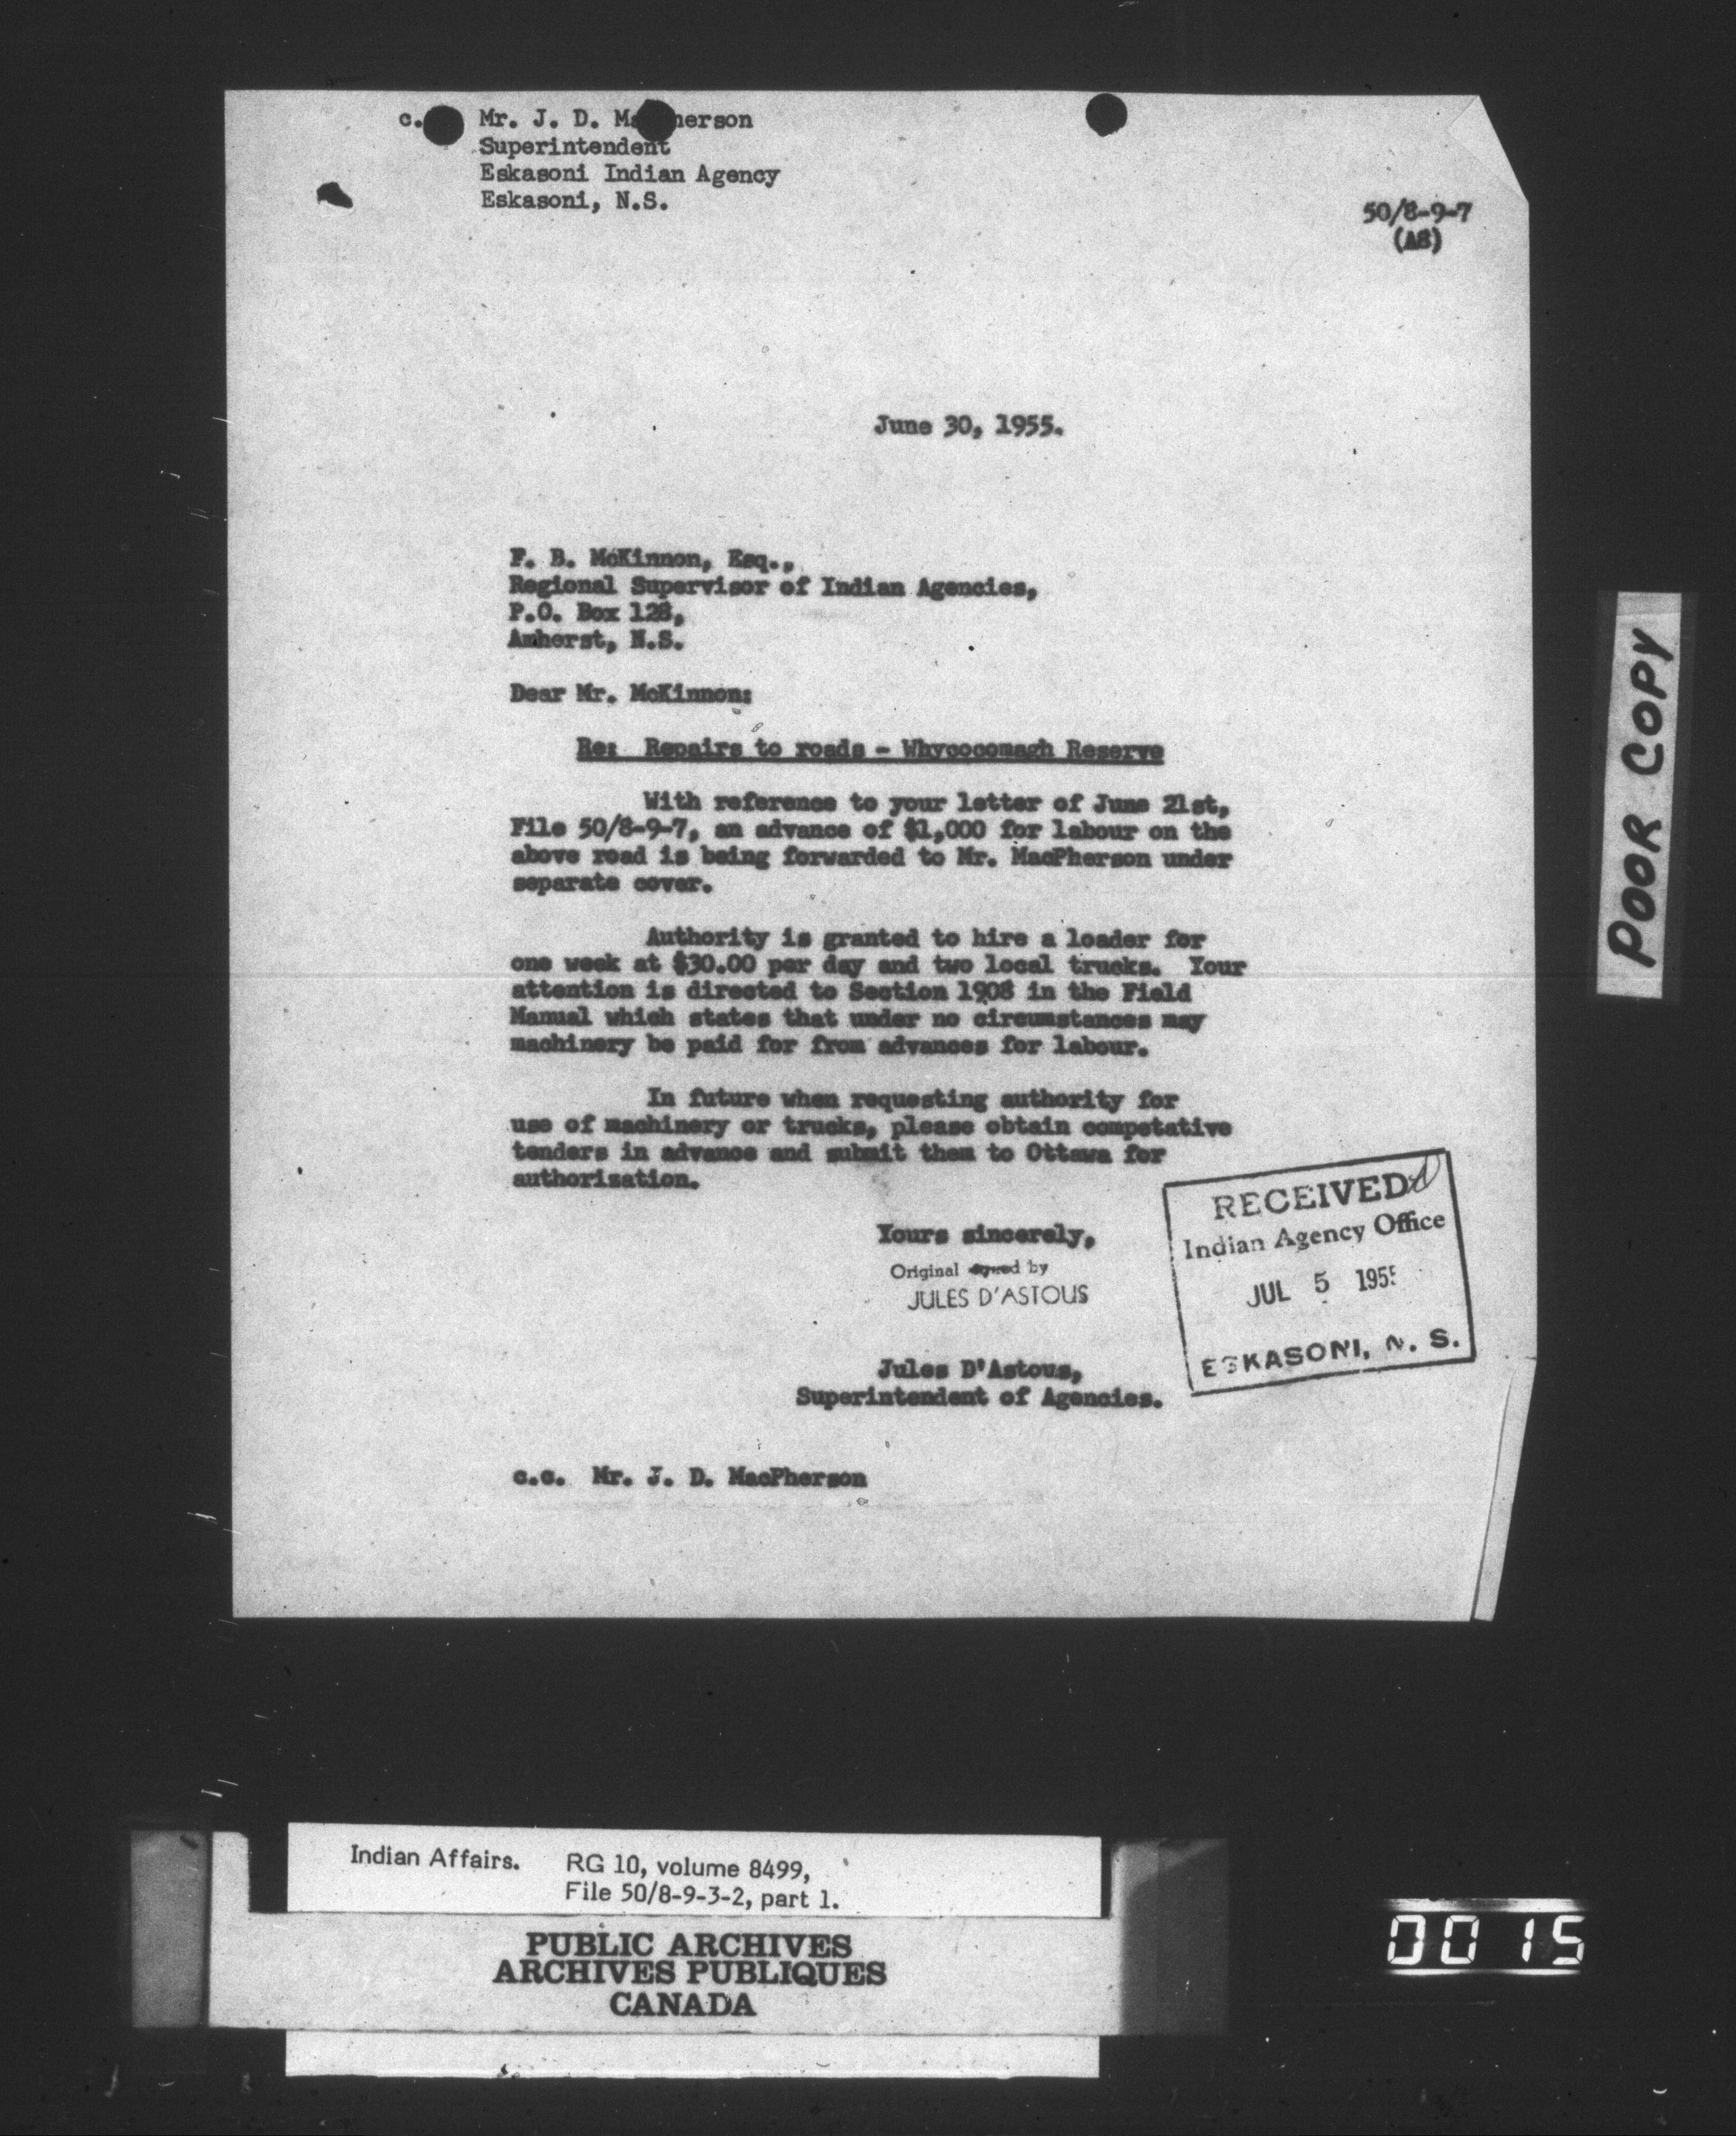 c. Mr. J. D. MacPherson
Superintendent
Eskasoni Indian Agency
Eskasoni, N.S.
50/8-9-7
(A8)
June 30, 1955.
F. B. McKinnon, Esq.,
Regional Supervisor of Indian Agencies,
P.O. Box 128,
Amherst, N.S.
Dear Mr. McKinnon:
Re: Repairs to roads - Whycocomagh Reserve
With reference to your letter of June 21st,
File 50/8-9-7, an advance of $1,000 for labour on the
above road is being forwarded to Mr. MacPherson under
separate cover.
Authority is granted to hire a loader for
one week at $30.00 per day and two local trucks. Your
attention is directed to Section 1908 in the Field
Manual which states that under no circumstances may
machinery be paid for from advances for labour.
In future when requesting authority for
use of machinery or trucks, please obtain competative
tenders in advance and submit them to Ottawa for
authorization.
Yours sincerely,
Original signed by
JULES D'ASTOUS
Jules D'Astous,
Superintendent of Agencies.
RECEIVED
Indian Agency Office
JUL 5 1955
ESKASONI, N. S.
c.c. Mr. J. D. MacPherson
POOR COPY
Indian Affairs. RG 10, volume 8499,
File 50/8-9-3-2, part 1.
PUBLIC ARCHIVES
ARCHIVES PUBLIQUES
CANADA
0015